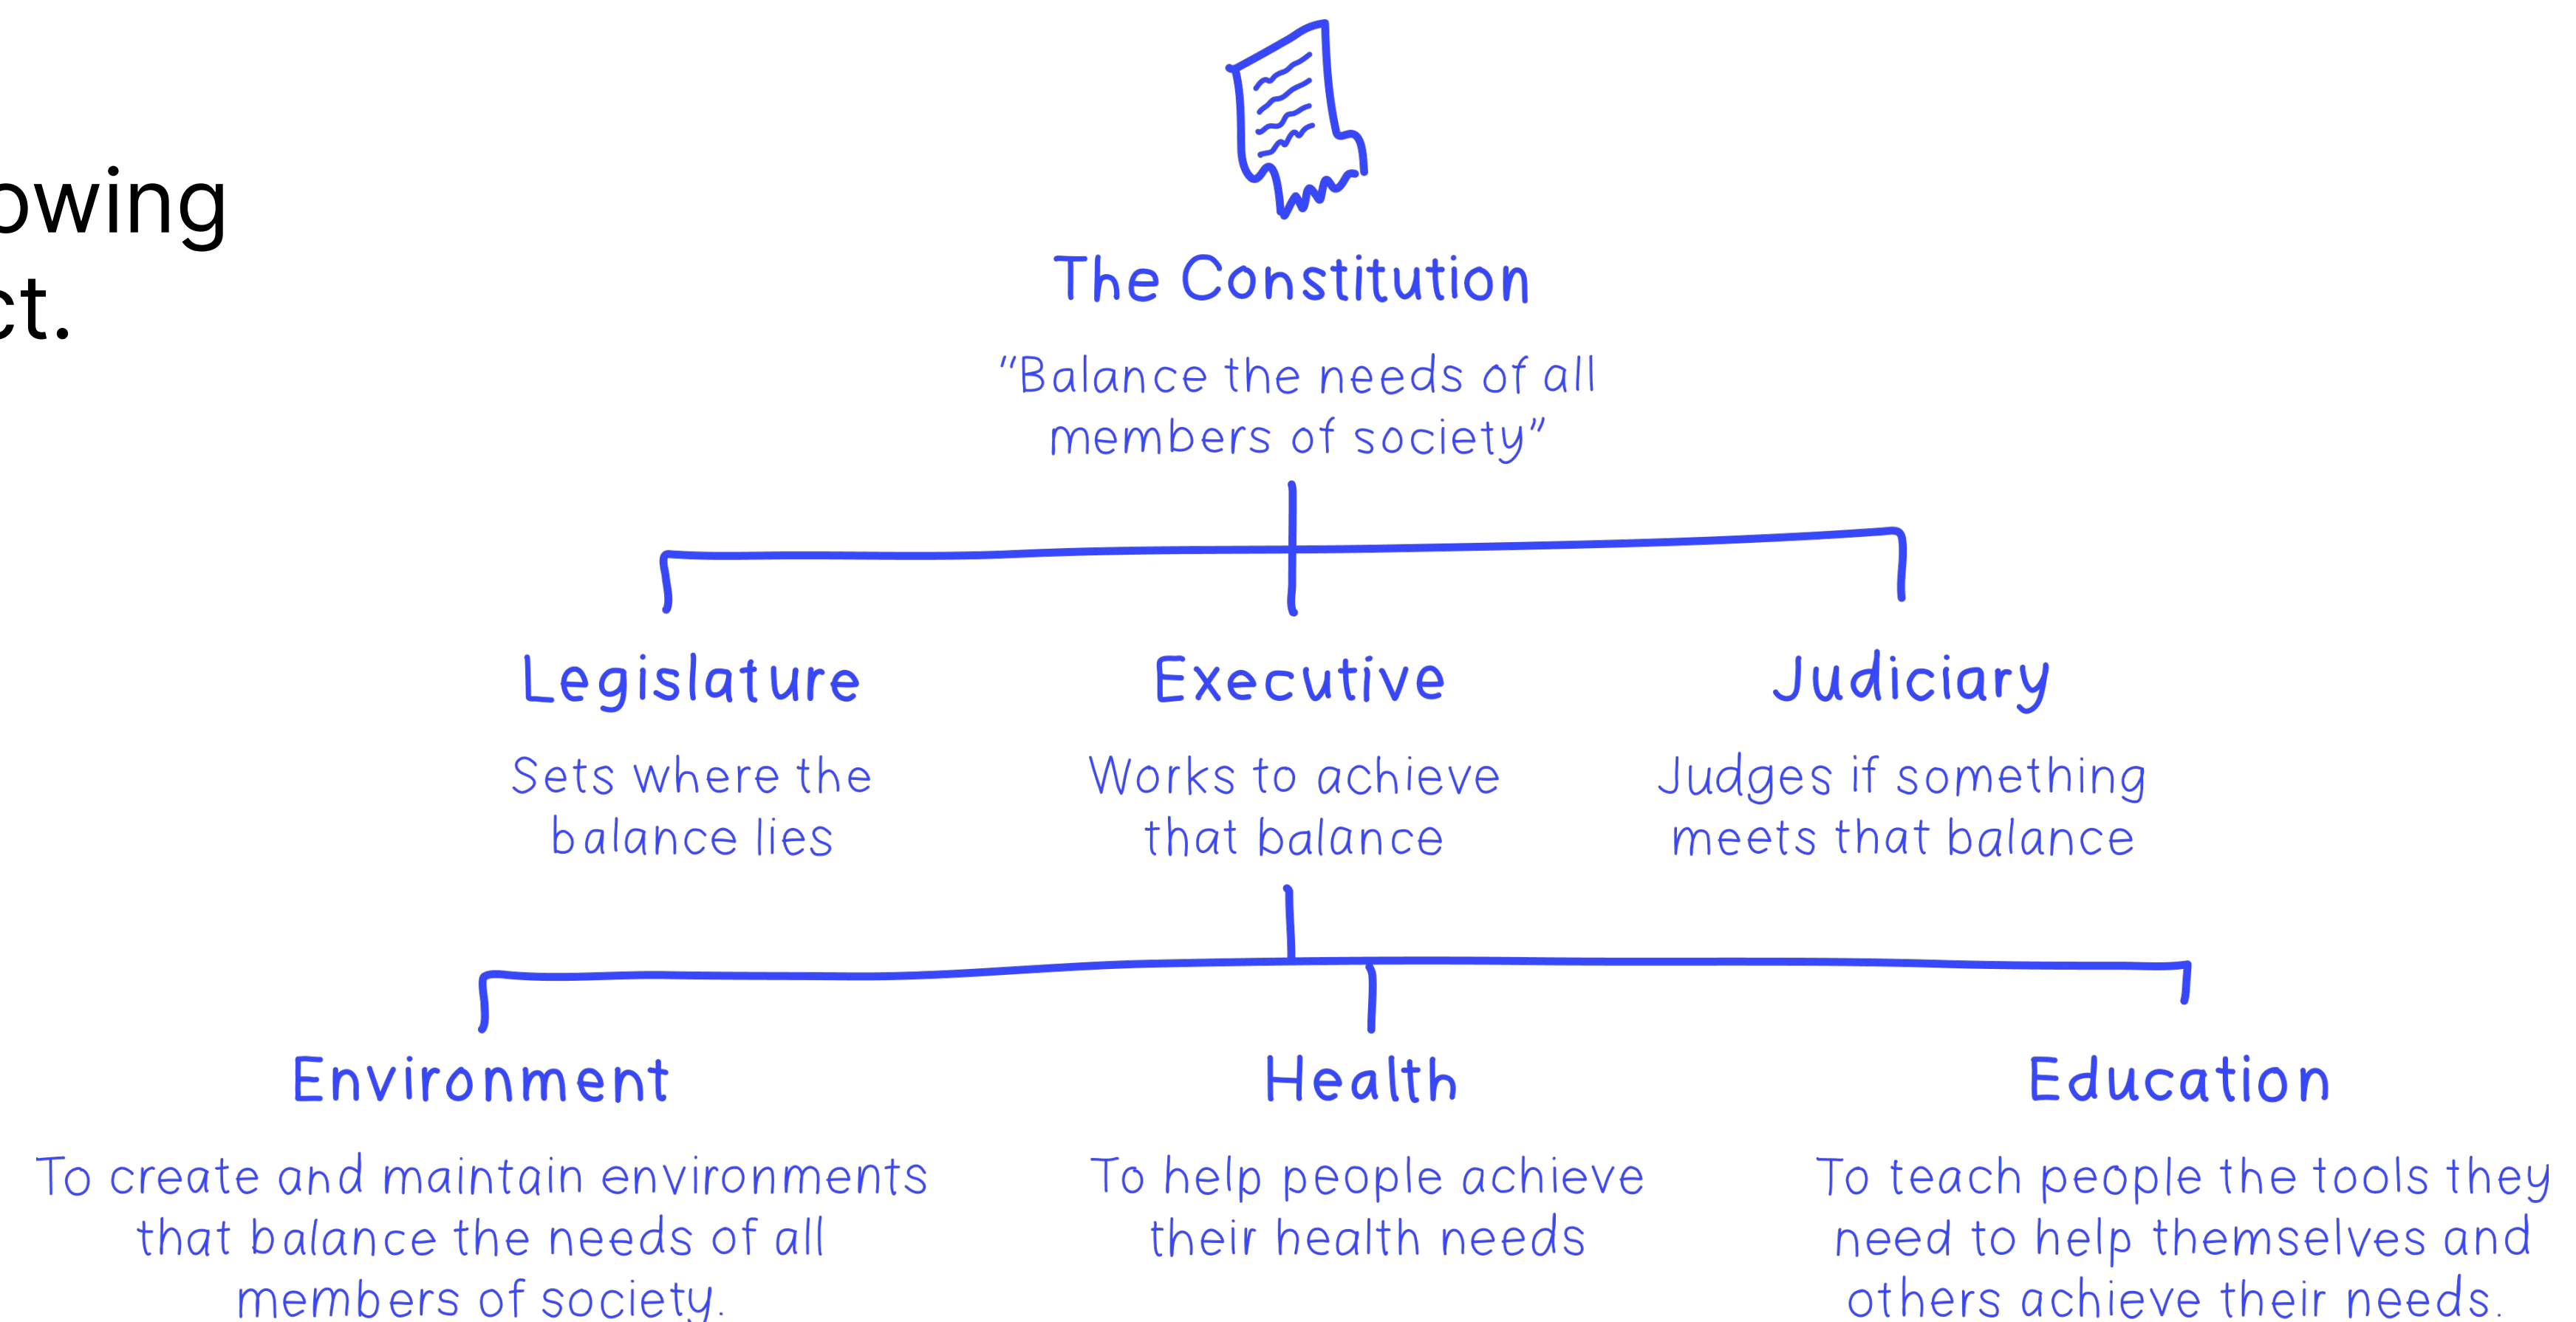 owing
ct.
The Constitution
"Balance the needs of all
members of society"
Legislature
Sets where the
balance lies
Executive
Works to achieve
that balance
Judiciary
Judges if something
meets that balance
Environment
To create and maintain environments
that balance the needs of all
members of society.
Health
To help people achieve
their health needs
Education
To teach people the tools they
need to help themselves and
others achieve their needs.